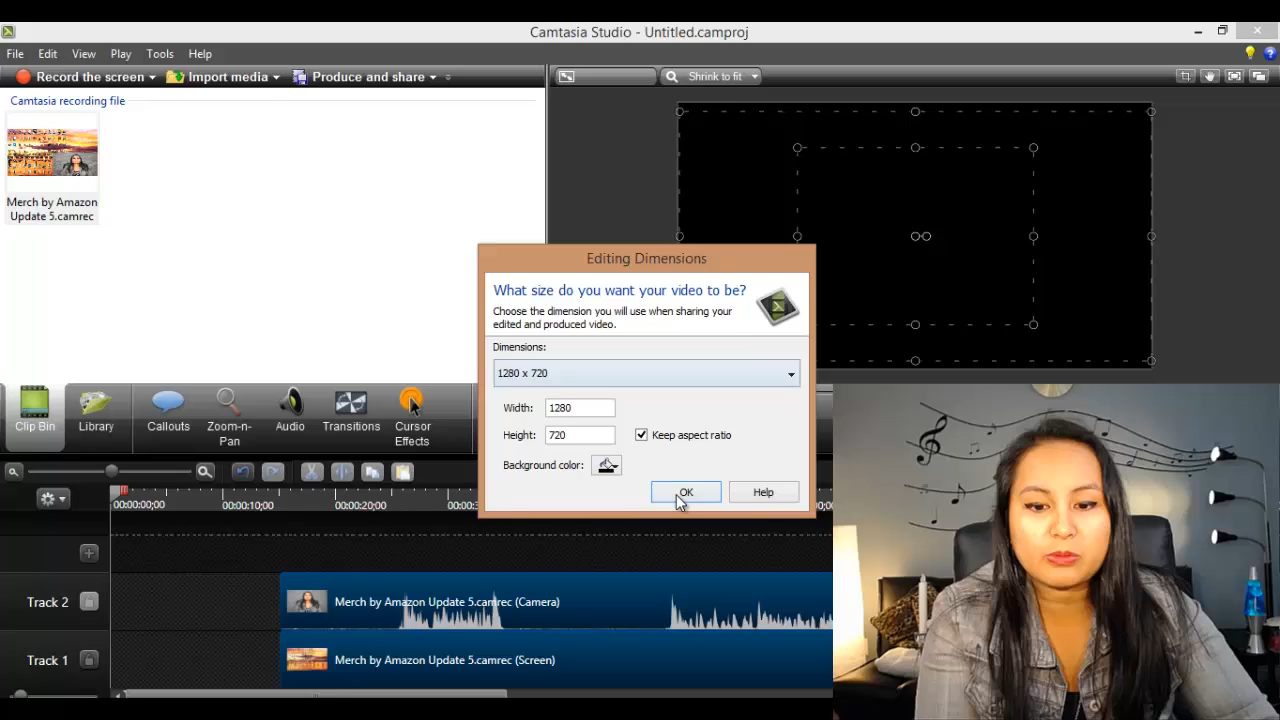 Camtasia Studio - Untitled.camproj
File Edit View Play Tools Help
Record the screen Import media Produce and share Shrink to fit
Camtasia recording file
Merch by Amazon
Update 5.camrec
Editing Dimensions
What size do you want your video to be?
Choose the dimension you will use when sharing your
edited and produced video.
Dimensions:
1280 x 720
Width: 1280
Height: 720 Keep aspect ratio
Background color:
OK Help
Clip Bin Library Callouts Zoom-n-Pan Audio Transitions Cursor Effects
00:00:00;00 00:00:10;00 00:00:20;00
Track 2 Merch by Amazon Update 5.camrec (Camera)
Track 1 Merch by Amazon Update 5.camrec (Screen)